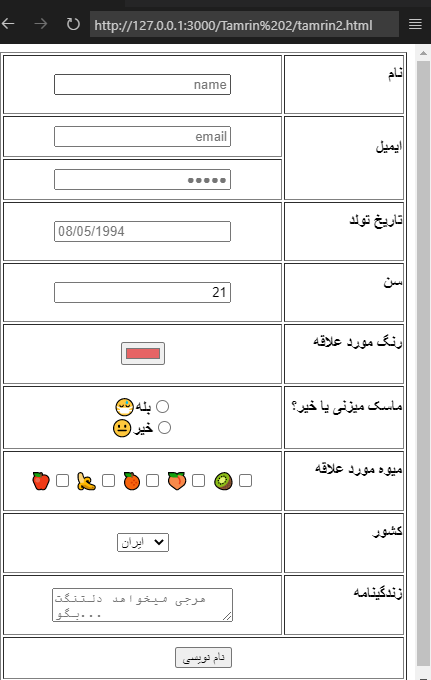 http://127.0.0.1:3000/Tamrin%202/tamrin2.html
نام
name
ایمیل
email
•••••
تاریخ تولد
08/05/1994
سن
21
رنگ مورد علاقه
ماسک میزنی یا خیر؟
بله
خیر
میوه مورد علاقه
کشور
ایران
زندگینامه
هرچی میخواهد دلتنگت
بگو...
نام نویسی